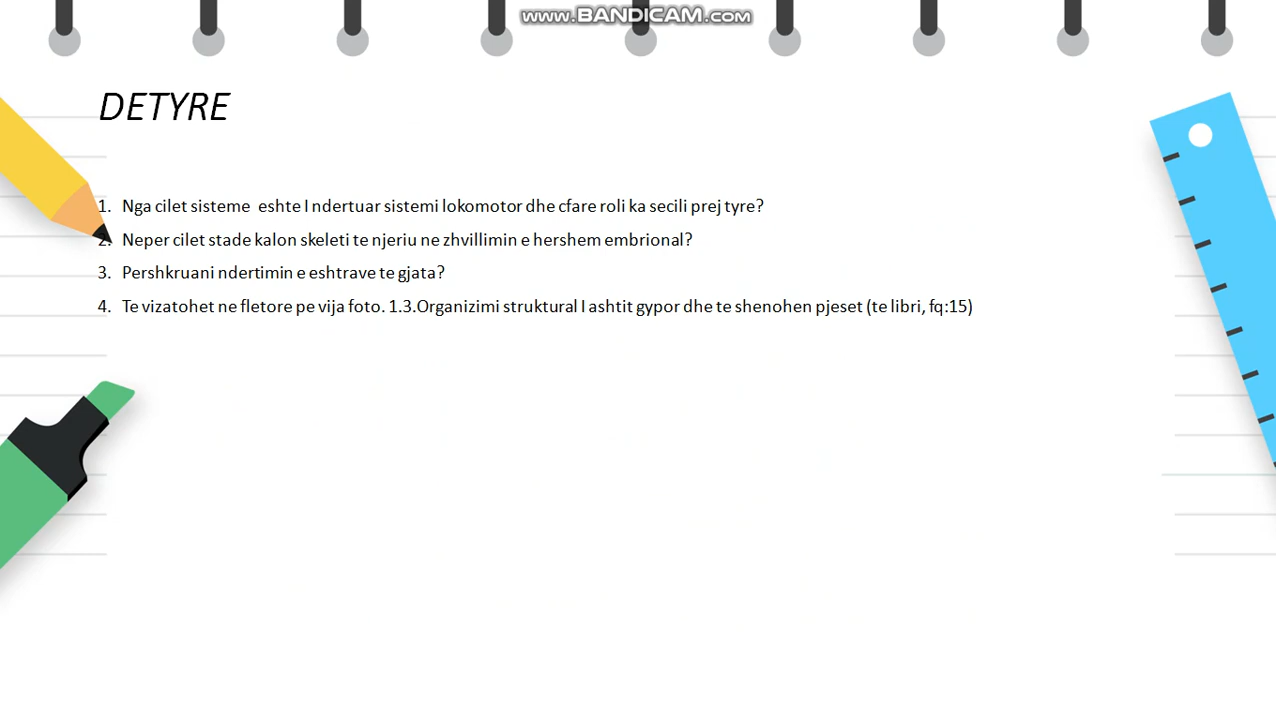 www.BANDICAM.com
DETYRE
1. Nga cilet sisteme eshte I ndertuar sistemi lokomotor dhe cfare roli ka secili prej tyre?
2. Neper cilet stade kalon skeleti te njeriu ne zhvillimin e hershem embrional?
3. Pershkruani ndertimin e eshtrave te gjata?
4. Te vizatohet ne fletore pe vija foto. 1.3.Organizimi struktural I ashtit gypor dhe te shenohen pjeset (te libri, fq:15)